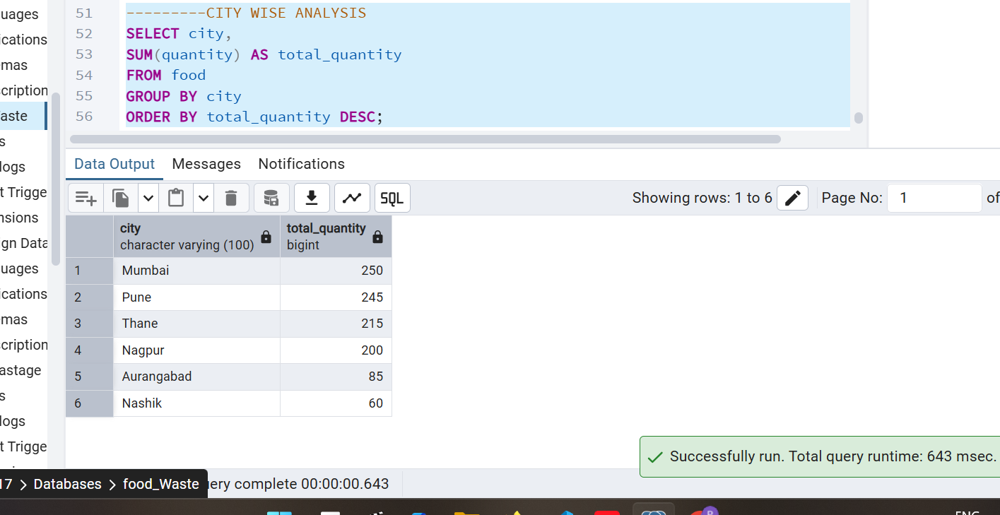 uages
ications
mas
scription
aste
s
logs
t Trigge
nsions
gn Data
uages
ications
mas
scription
astage
s
logs
t Trigge
51 ---------CITY WISE ANALYSIS
52 SELECT city,
53 SUM(quantity) AS total_quantity
54 FROM food
55 GROUP BY city
56 ORDER BY total_quantity DESC;
Data Output Messages Notifications
SQL Showing rows: 1 to 6 Page No: 1 of
city total_quantity
character varying (100) bigint
1 Mumbai 250
2 Pune 245
3 Thane 215
4 Nagpur 200
5 Aurangabad 85
6 Nashik 60
Successfully run. Total query runtime: 643 msec.
17 > Databases > food_Waste ery complete 00:00:00.643
ENG